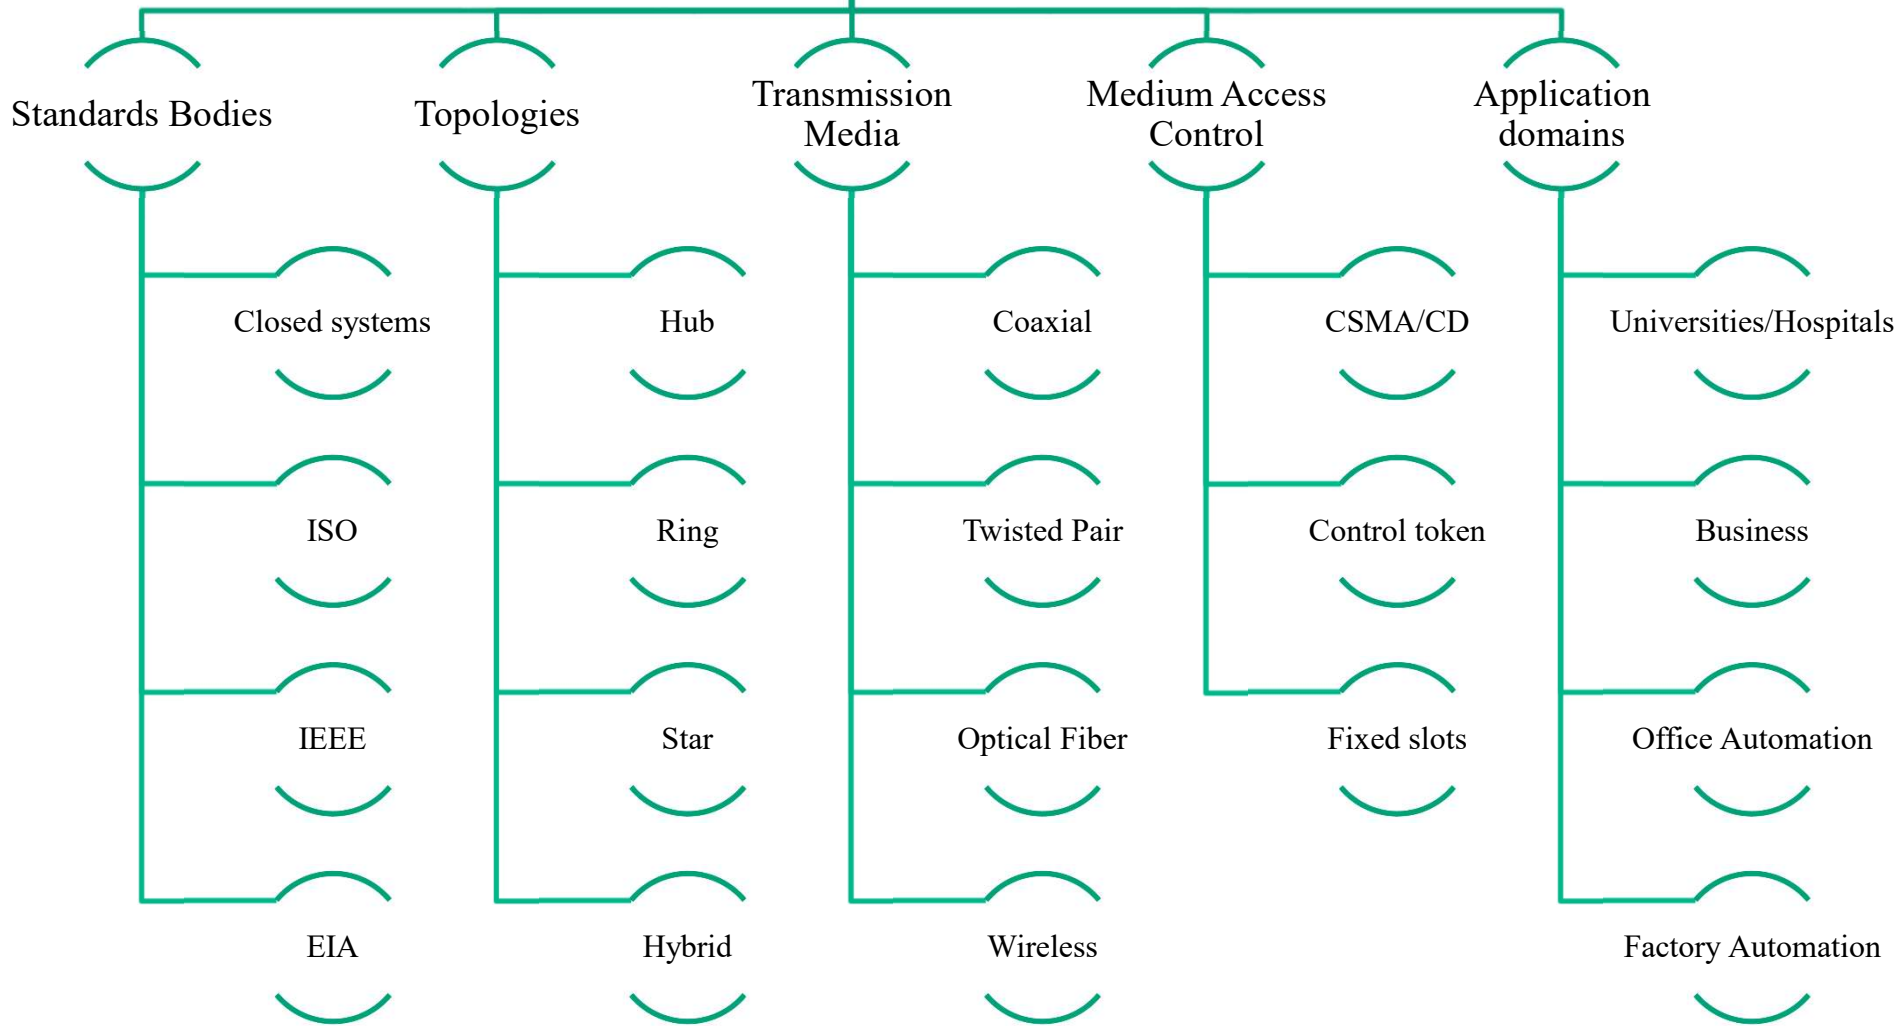 Standards Bodies
Topologies
Transmission
Media
Medium Access
Control
Application
domains
Closed systems
Hub
Coaxial
CSMA/CD
Universities/Hospitals
ISO
Ring
Twisted Pair
Control token
Business
IEEE
Star
Optical Fiber
Fixed slots
Office Automation
EIA
Hybrid
Wireless
Factory Automation